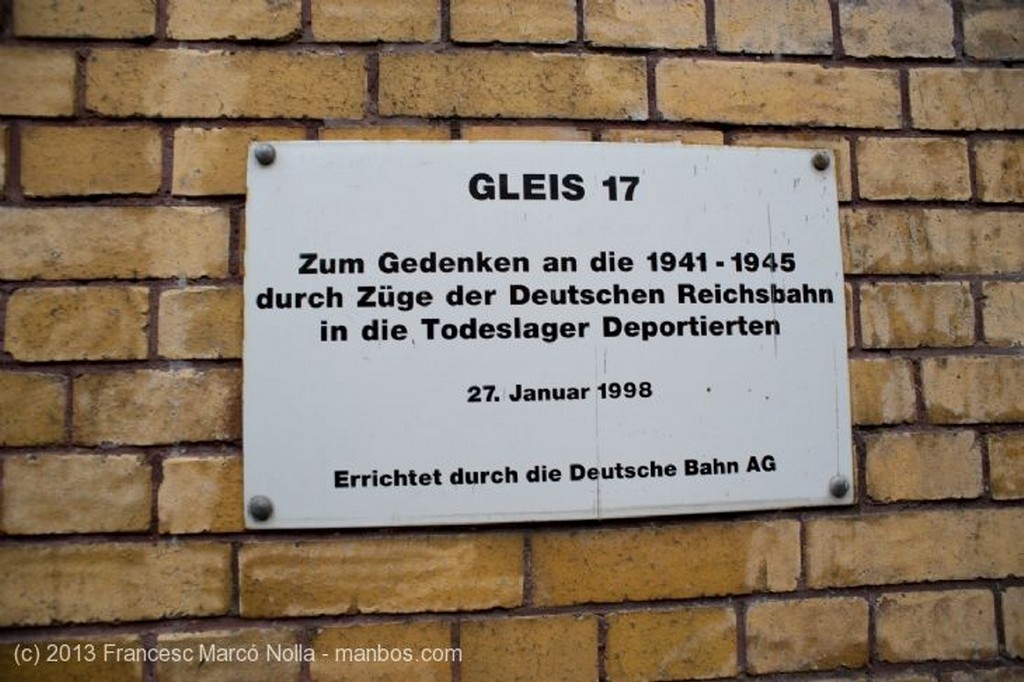 GLEIS 17
Zum Gedenken an die 1941 - 1945
durch Züge der Deutschen Reichsbahn
in die Todeslager Deportierten
27. Januar 1998
Errichtet durch die Deutsche Bahn AG
(c) 2013 Francesc Marcó Nolla - manbos.com